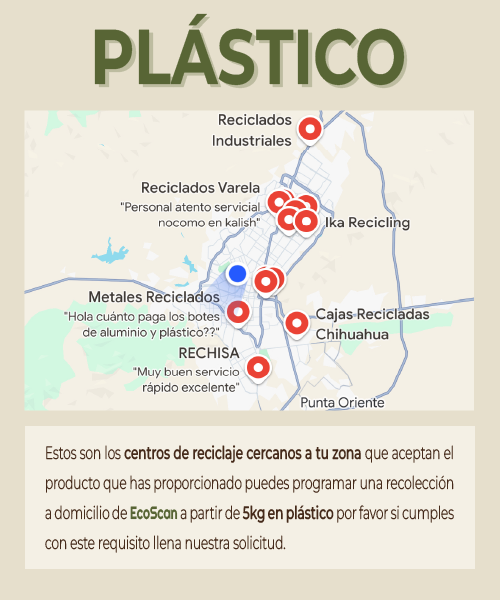 PLÁSTICO
Reciclados
Industriales
Reciclados Varela
"Personal atento servicial
nocomo en kalish"
Ika Recicling
Metales Reciclados
"Hola cuánto paga los botes
de aluminio y plástico??"
Cajas Recicladas
Chihuahua
RECHISA
"Muy buen servicio
rápido excelente"
Punta Oriente
Estos son los centros de reciclaje cercanos a tu zona que aceptan el
producto que has proporcionado puedes programar una recolección
a domicilio de EcoScan a partir de 5kg en plástico por favor si cumples
con este requisito llena nuestra solicitud.